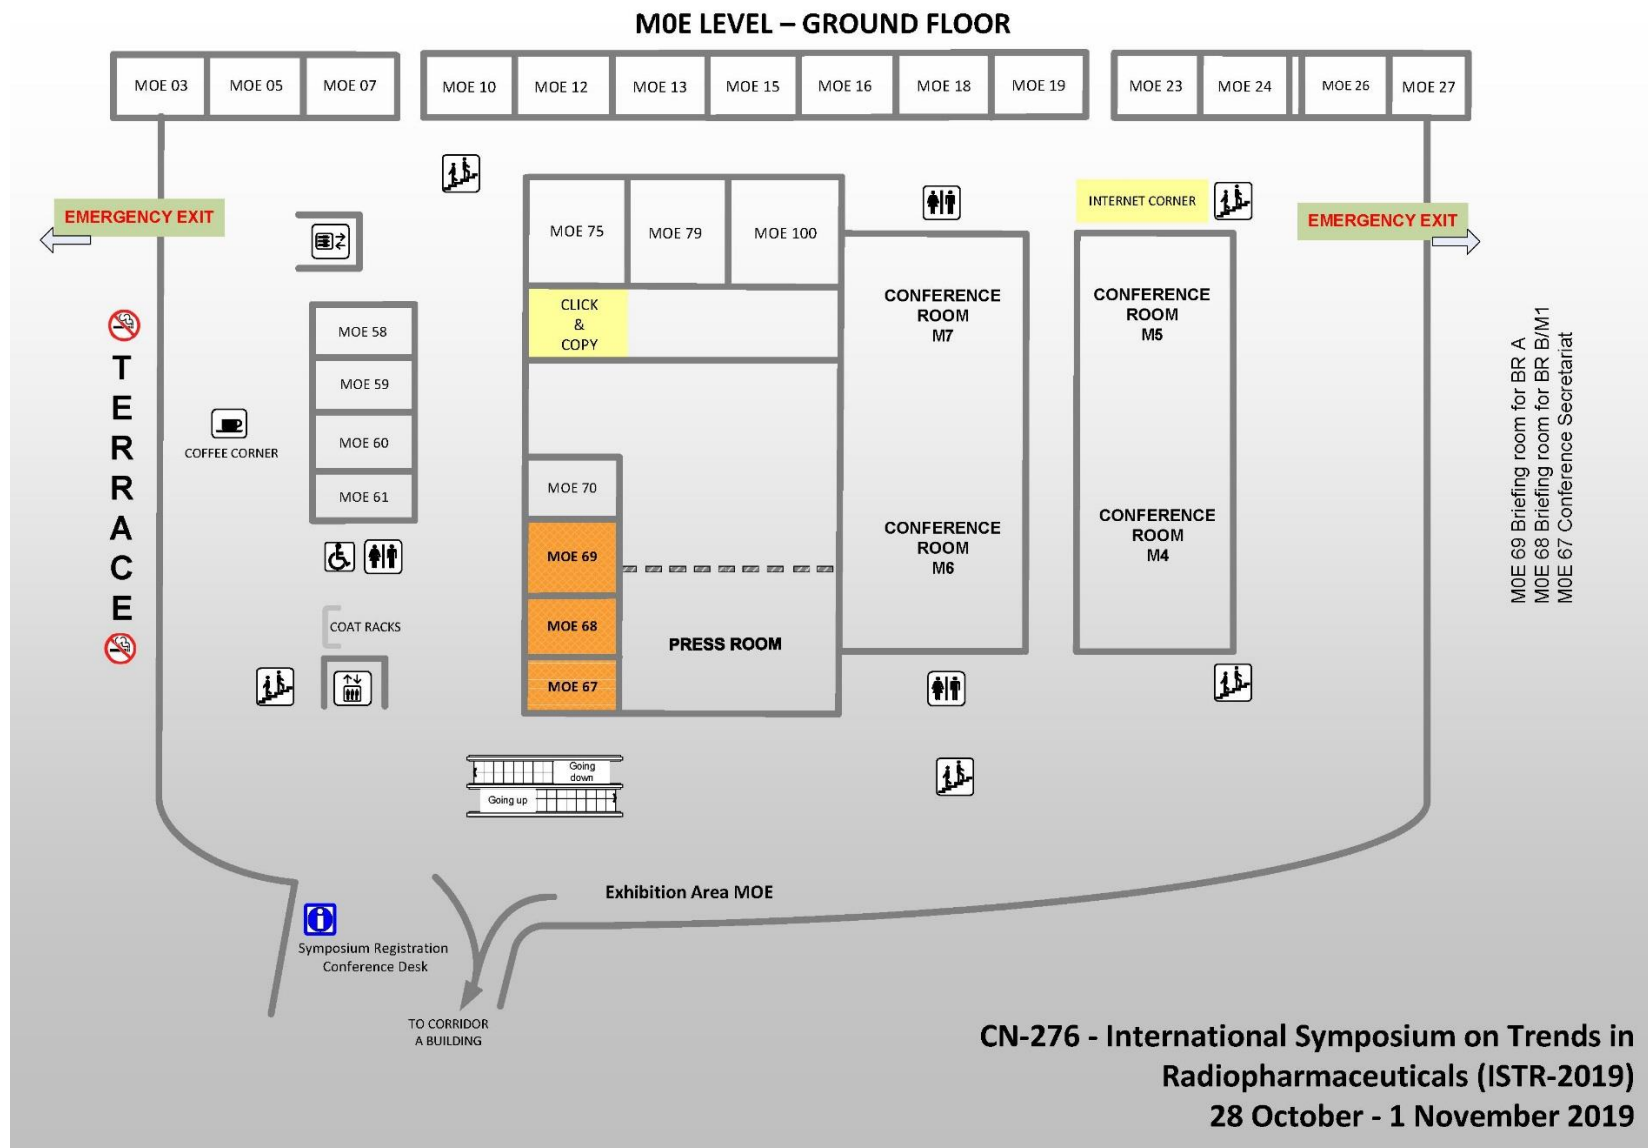 M0E LEVEL – GROUND FLOOR
MOE 03
MOE 05
MOE 07
MOE 10
MOE 12
MOE 13
MOE 15
MOE 16
MOE 18
MOE 19
MOE 23
MOE 24
MOE 26
MOE 27
EMERGENCY EXIT
MOE 75
MOE 79
MOE 100
INTERNET CORNER
EMERGENCY EXIT
CLICK
&
COPY
CONFERENCE
ROOM
M7
CONFERENCE
ROOM
M5
MOE 58
MOE 59
MOE 60
MOE 61
TERRACE
COFFEE CORNER
MOE 70
MOE 69
MOE 68
MOE 67
CONFERENCE
ROOM
M6
CONFERENCE
ROOM
M4
M0E 69 Briefing room for BR A
M0E 68 Briefing room for BR B/M1
M0E 67 Conference Secretariat
COAT RACKS
PRESS ROOM
Going
down
Going up
Exhibition Area MOE
i
Symposium Registration
Conference Desk
TO CORRIDOR
A BUILDING
CN-276 - International Symposium on Trends in
Radiopharmaceuticals (ISTR-2019)
28 October - 1 November 2019